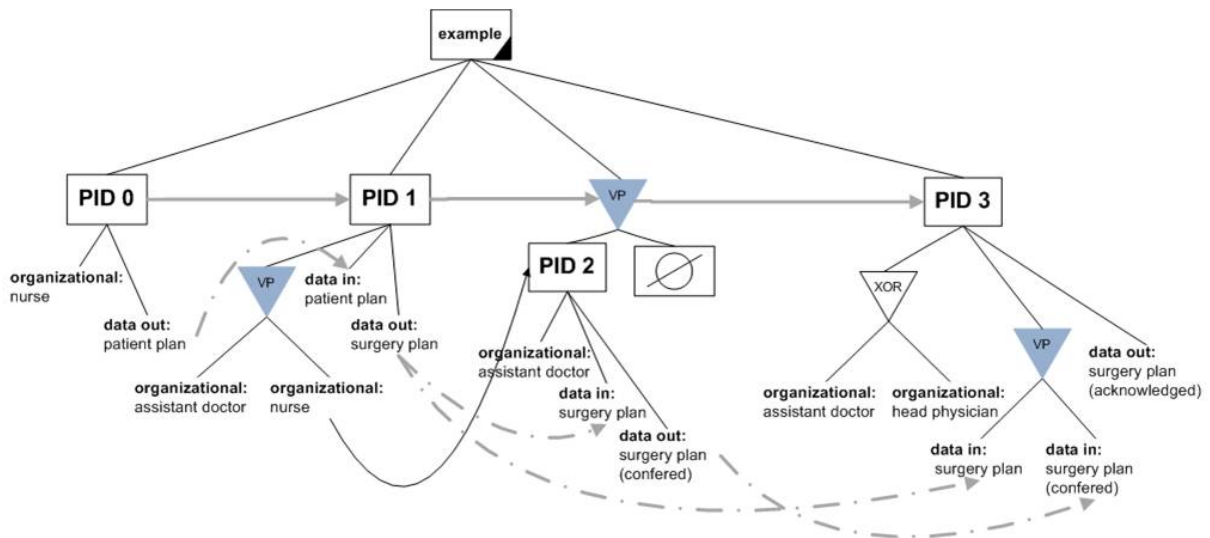 example
PID 0
PID 1
VP
PID 3
PID 2
organizational:
nurse
data out:
patient plan
VP
data in:
patient plan
data out:
surgery plan
organizational:
assistant doctor
organizational:
nurse
organizational:
assistant doctor
data in:
surgery plan
data out:
surgery plan
(confered)
XOR
organizational:
assistant doctor
organizational:
head physician
VP
data out:
surgery plan
(acknowledged)
data in:
surgery plan
data in:
surgery plan
(confered)